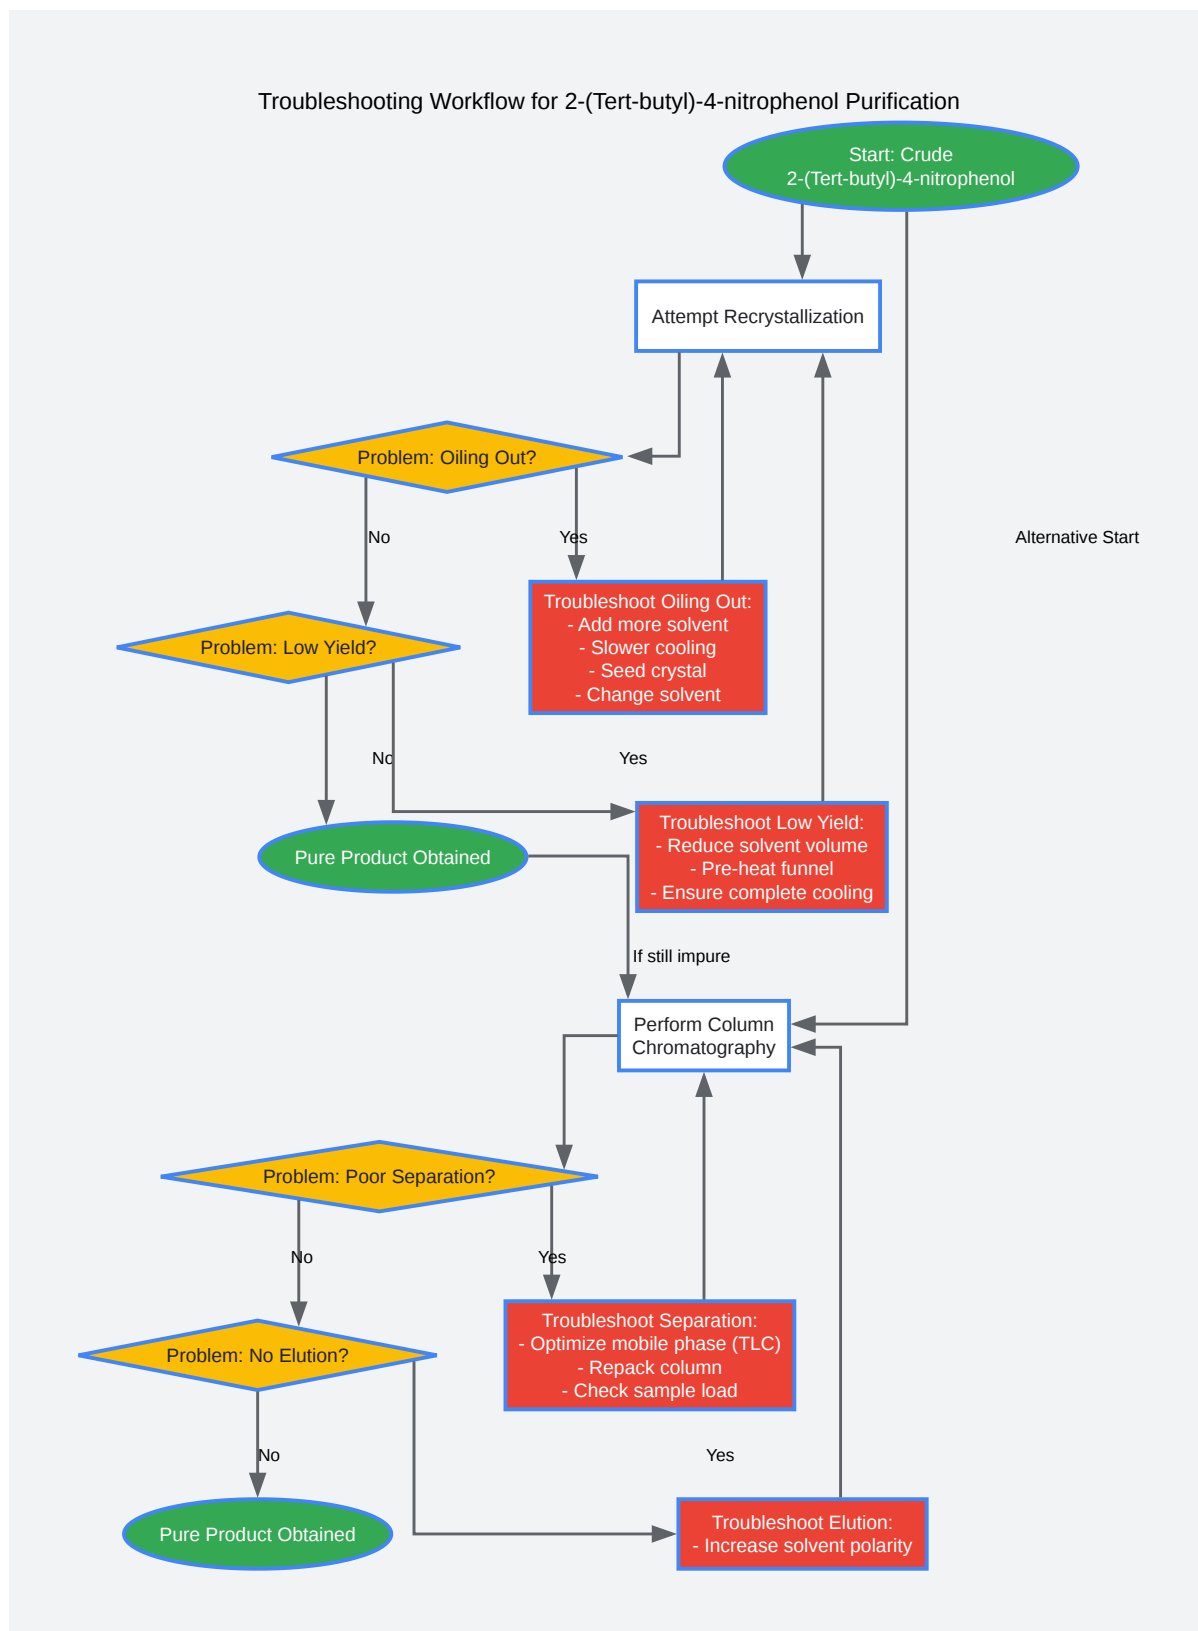 Troubleshooting Workflow for 2-(Tert-butyl)-4-nitrophenol Purification
Start: Crude
2-(Tert-butyl)-4-nitrophenol
Attempt Recrystallization
Problem: Oiling Out?
No
Yes
Alternative Start
Troubleshoot Oiling Out:
- Add more solvent
- Slower cooling
- Seed crystal
- Change solvent
Problem: Low Yield?
No
Yes
Troubleshoot Low Yield:
- Reduce solvent volume
- Pre-heat funnel
- Ensure complete cooling
Pure Product Obtained
If still impure
Perform Column
Chromatography
Problem: Poor Separation?
No
Yes
Troubleshoot Separation:
- Optimize mobile phase (TLC)
- Repack column
- Check sample load
Problem: No Elution?
No
Yes
Pure Product Obtained
Troubleshoot Elution:
- Increase solvent polarity